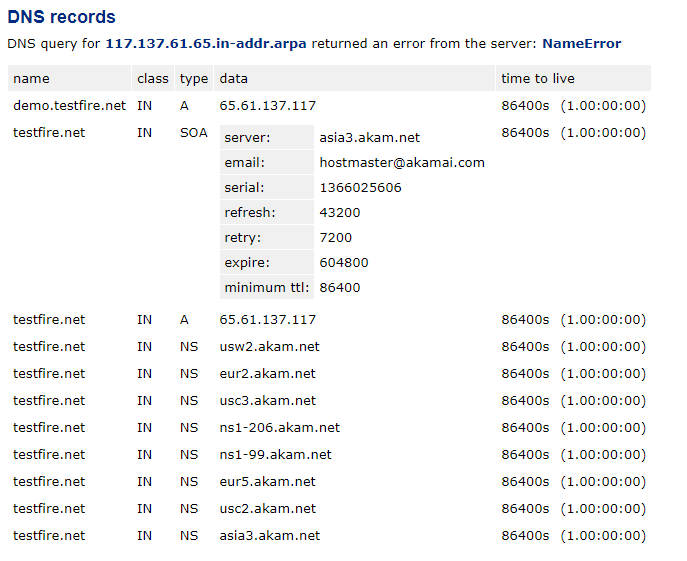 DNS records
DNS query for 117.137.61.65.in-addr.arpa returned an error from the server: NameError
name class type data time to live
demo.testfire.net IN A 65.61.137.117 86400s (1.00:00:00)
testfire.net IN SOA server: asia3.akam.net 86400s (1.00:00:00)
email: hostmaster@akamai.com
serial: 1366025606
refresh: 43200
retry: 7200
expire: 604800
minimum ttl: 86400
testfire.net IN A 65.61.137.117 86400s (1.00:00:00)
testfire.net IN NS usw2.akam.net 86400s (1.00:00:00)
testfire.net IN NS eur2.akam.net 86400s (1.00:00:00)
testfire.net IN NS usc3.akam.net 86400s (1.00:00:00)
testfire.net IN NS ns1-206.akam.net 86400s (1.00:00:00)
testfire.net IN NS ns1-99.akam.net 86400s (1.00:00:00)
testfire.net IN NS eur5.akam.net 86400s (1.00:00:00)
testfire.net IN NS usc2.akam.net 86400s (1.00:00:00)
testfire.net IN NS asia3.akam.net 86400s (1.00:00:00)